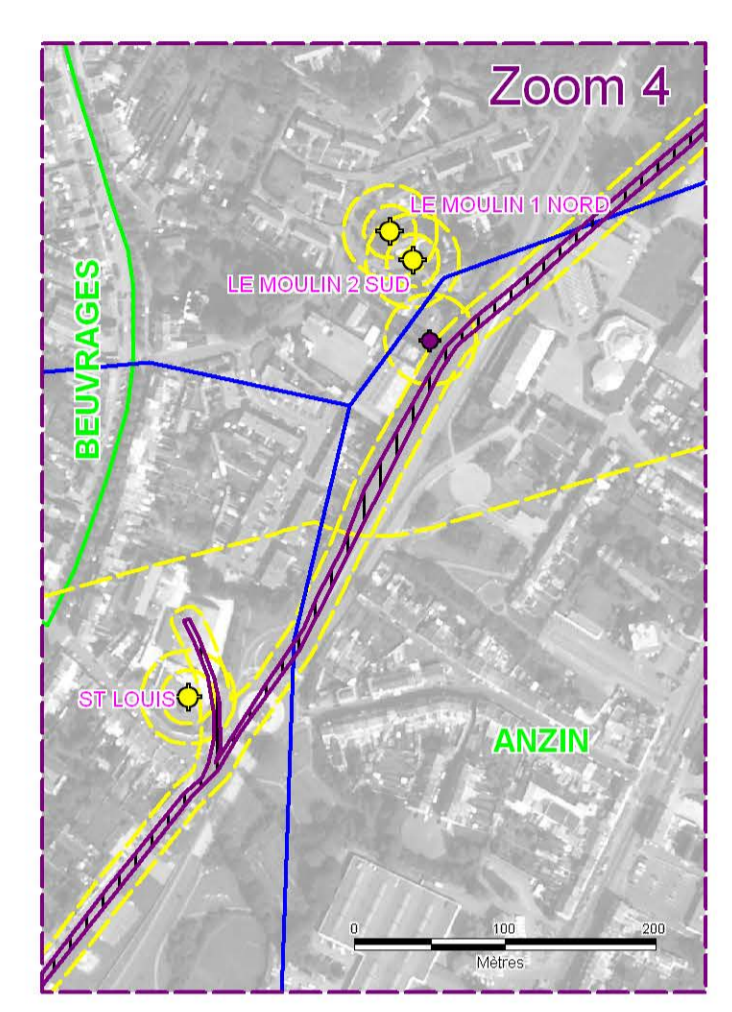 Zoom 4
LE MOULIN 1 NORD
LE MOULIN 2 SUD
BEUVRAGES
ST LOUIS
ANZIN
0 100 200
Mètres